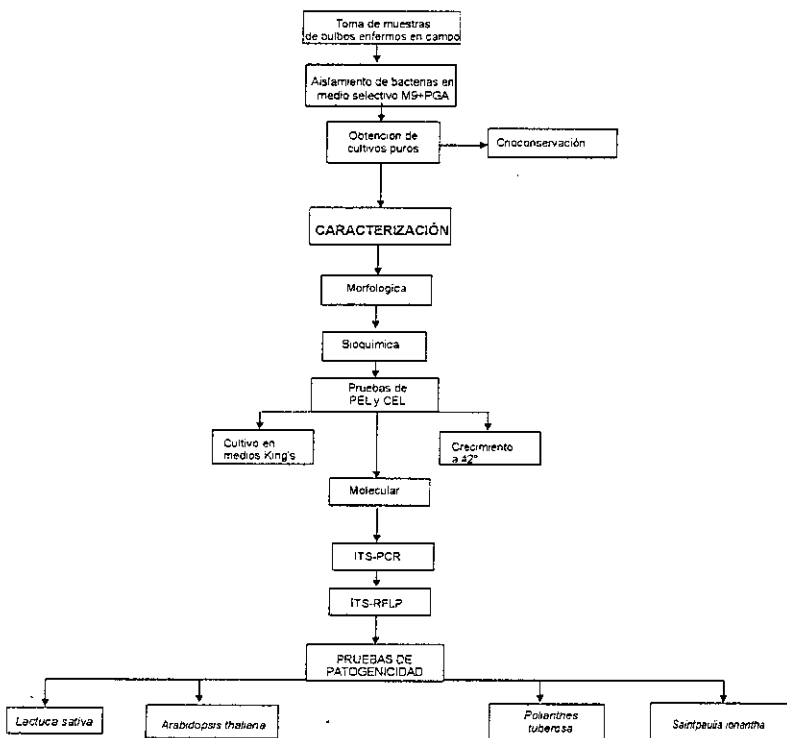 Toma de muestras
de bulbos enfermos en campo
Aislamiento de bacterias en
medio selectivo M9+PGA
Obtencion de
cultivos puros
Crioconservación
CARACTERIZACIÓN
Morfologica
Bioquimica
Pruebas de
PEL y CEL
Cultivo en
medios King's
Crecimiento
a 42°
Molecular
ITS-PCR
ITS-RFLP
PRUEBAS DE
PATOGENICIDAD
Lactuca sativa
Arabidopsis thaliana
Polianthes
tuberosa
Saintpaulia ionantha